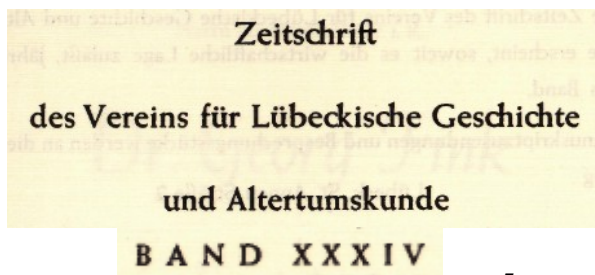 Zeitschrift
des Vereins für Lübeckische Geschichte
und Altertumskunde
BAND XXXIV